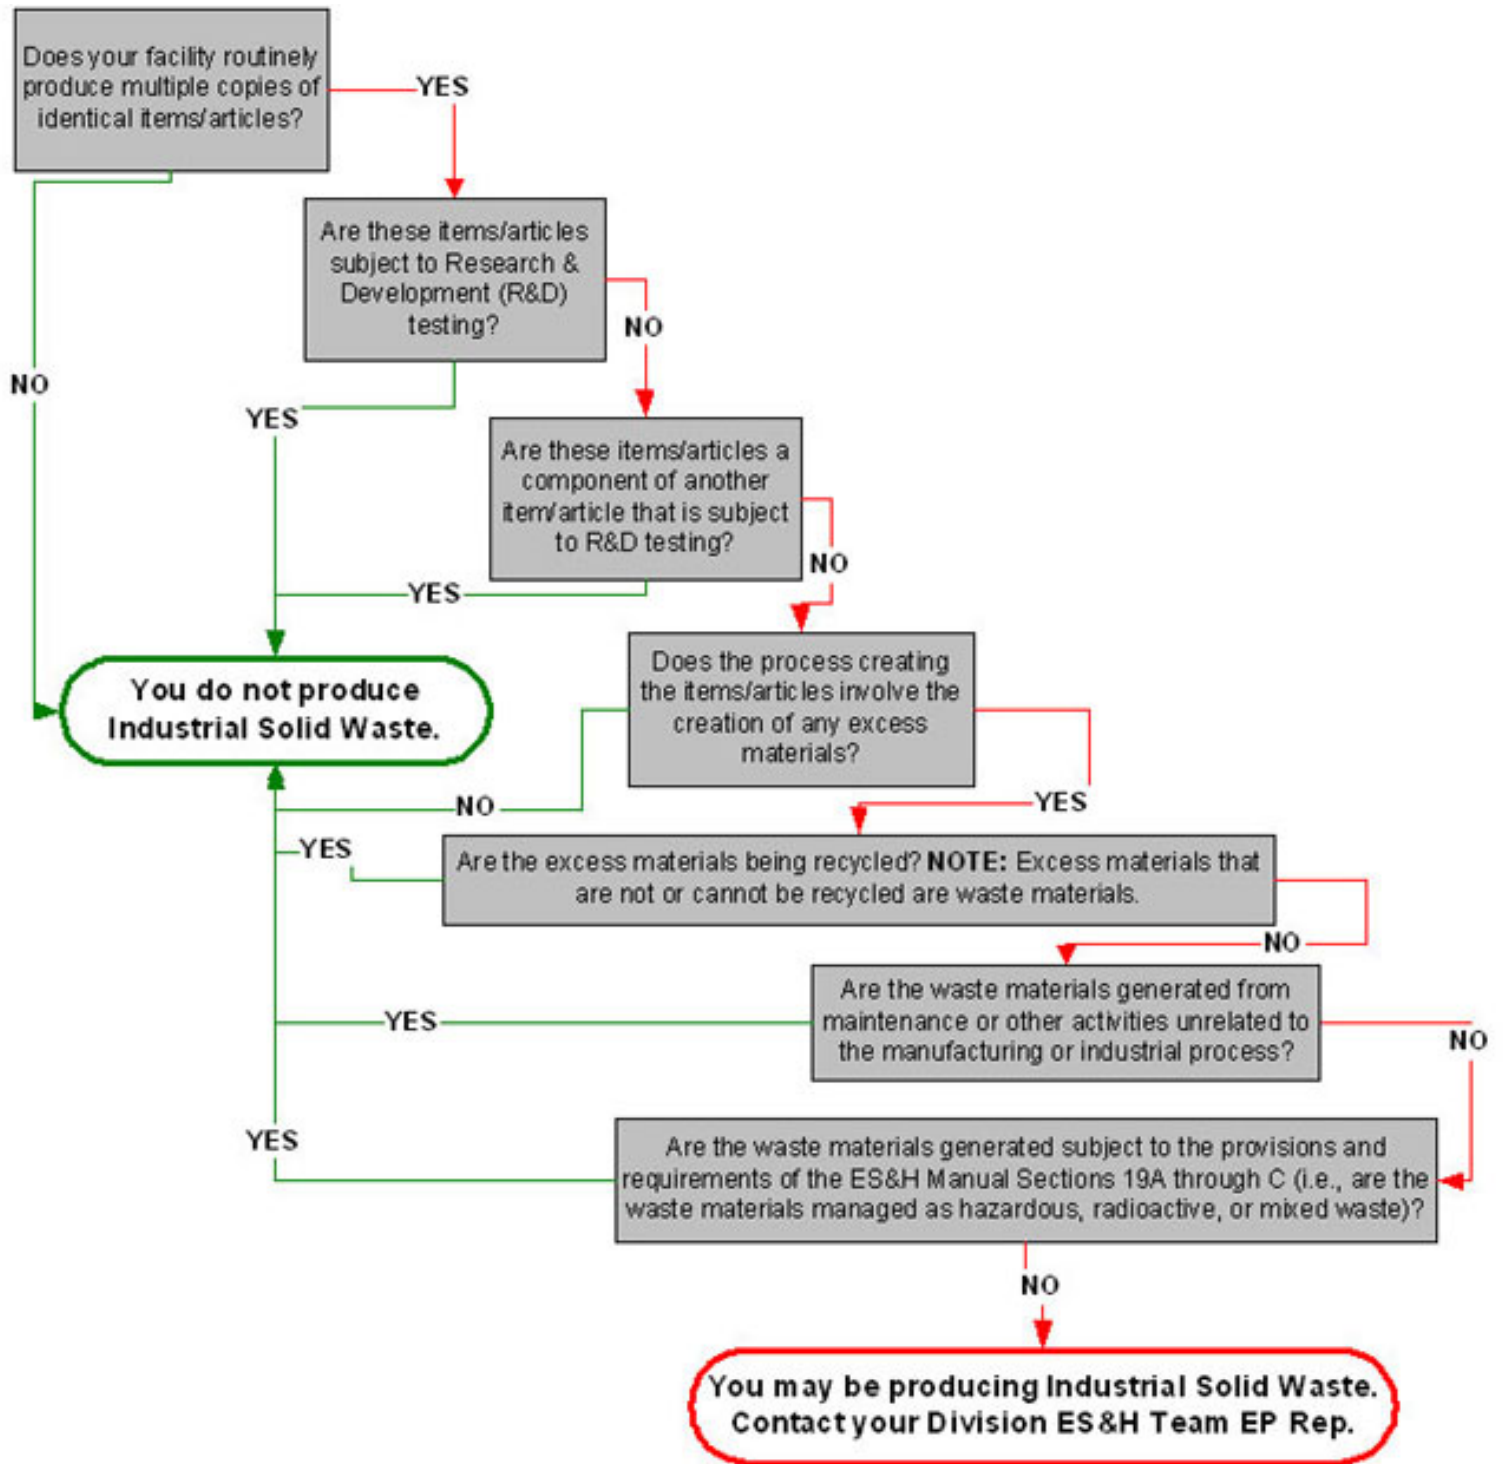 Does your facility routinely
produce multiple copies of
identical items/articles?
YES
Are these items/articles
subject to Research &
Development (R&D)
testing?
NO
NO
YES
Are these items/articles a
component of another
item/article that is subject
to R&D testing?
NO
YES
Does the process creating
the items/articles involve the
creation of any excess
materials?
You do not produce
Industrial Solid Waste.
NO
YES
YES
Are the excess materials being recycled? NOTE: Excess materials that
are not or cannot be recycled are waste materials.
NO
Are the waste materials generated from
maintenance or other activities unrelated to
the manufacturing or industrial process?
YES
NO
YES
Are the waste materials generated subject to the provisions and
requirements of the ES&H Manual Sections 19A through C (i.e., are the
waste materials managed as hazardous, radioactive, or mixed waste)?
NO
You may be producing Industrial Solid Waste.
Contact your Division ES&H Team EP Rep.